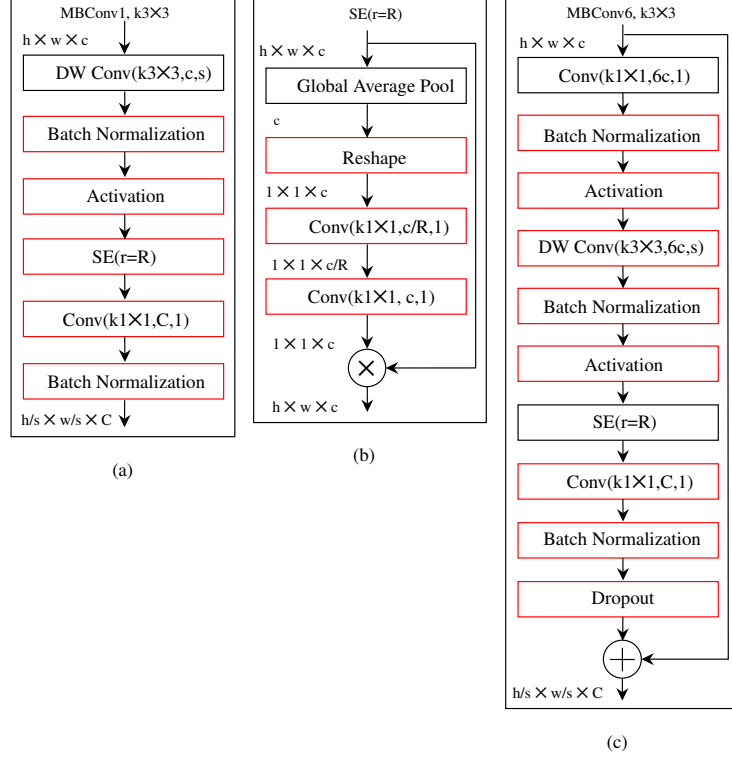 MBConv1, k3×3
h×w×c
DW Conv(k3×3,c,s)
Batch Normalization
Activation
SE(r=R)
Conv(k1×1,C,1)
Batch Normalization
h/s×w/s×C
(a)
SE(r=R)
h×w×c
Global Average Pool
c
Reshape
1×1×c
Conv(k1×1,c/R,1)
1×1×c/R
Conv(k1×1, c,1)
1×1×c
h×w×c
(b)
MBConv6, k3×3
h×w×c
Conv(k1×1,6c,1)
Batch Normalization
Activation
DW Conv(k3×3,6c,s)
Batch Normalization
Activation
SE(r=R)
Conv(k1×1,C,1)
Batch Normalization
Dropout
h/s×w/s×C
(c)